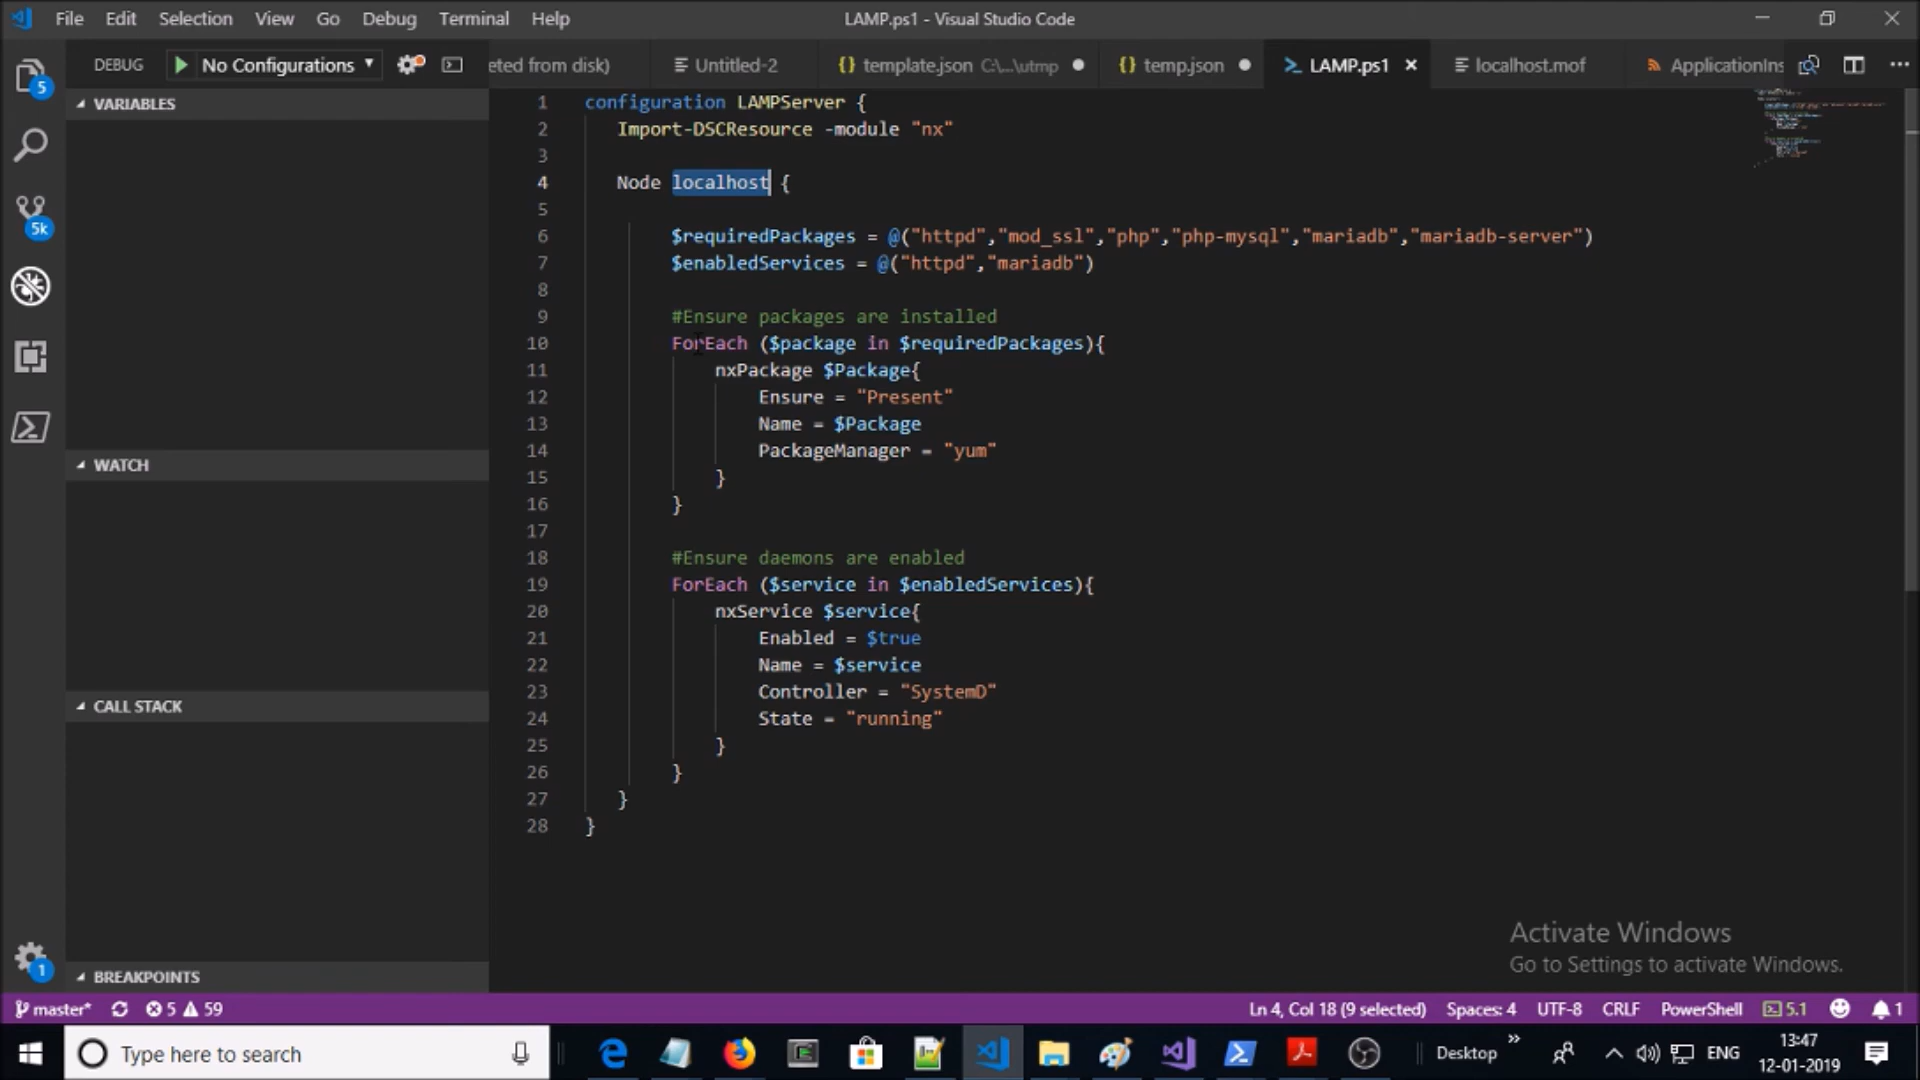 File Edit Selection View Go Debug Terminal Help
LAMP.ps1 - Visual Studio Code
DEBUG No Configurations
eted from disk) Untitled-2 template.json C:\...\utmp temp.json LAMP.ps1 localhost.mof ApplicationIns
VARIABLES
WATCH
CALL STACK
BREAKPOINTS
5
5k
1
1 configuration LAMPServer {
2 Import-DSCResource -module "nx"
3
4 Node localhost {
5
6 $requiredPackages = @("httpd","mod_ssl","php","php-mysql","mariadb","mariadb-server")
7 $enabledServices = @("httpd","mariadb")
8
9 #Ensure packages are installed
10 ForEach ($package in $requiredPackages){
11 nxPackage $Package{
12 Ensure = "Present"
13 Name = $Package
14 PackageManager = "yum"
15 }
16 }
17
18 #Ensure daemons are enabled
19 ForEach ($service in $enabledServices){
20 nxService $service{
21 Enabled = $true
22 Name = $service
23 Controller = "SystemD"
24 State = "running"
25 }
26 }
27 }
28 }
Activate Windows
Go to Settings to activate Windows.
master* 5 59 Ln 4, Col 18 (9 selected) Spaces: 4 UTF-8 CRLF PowerShell 5.1 1
Type here to search
Desktop ENG
13:47
12-01-2019